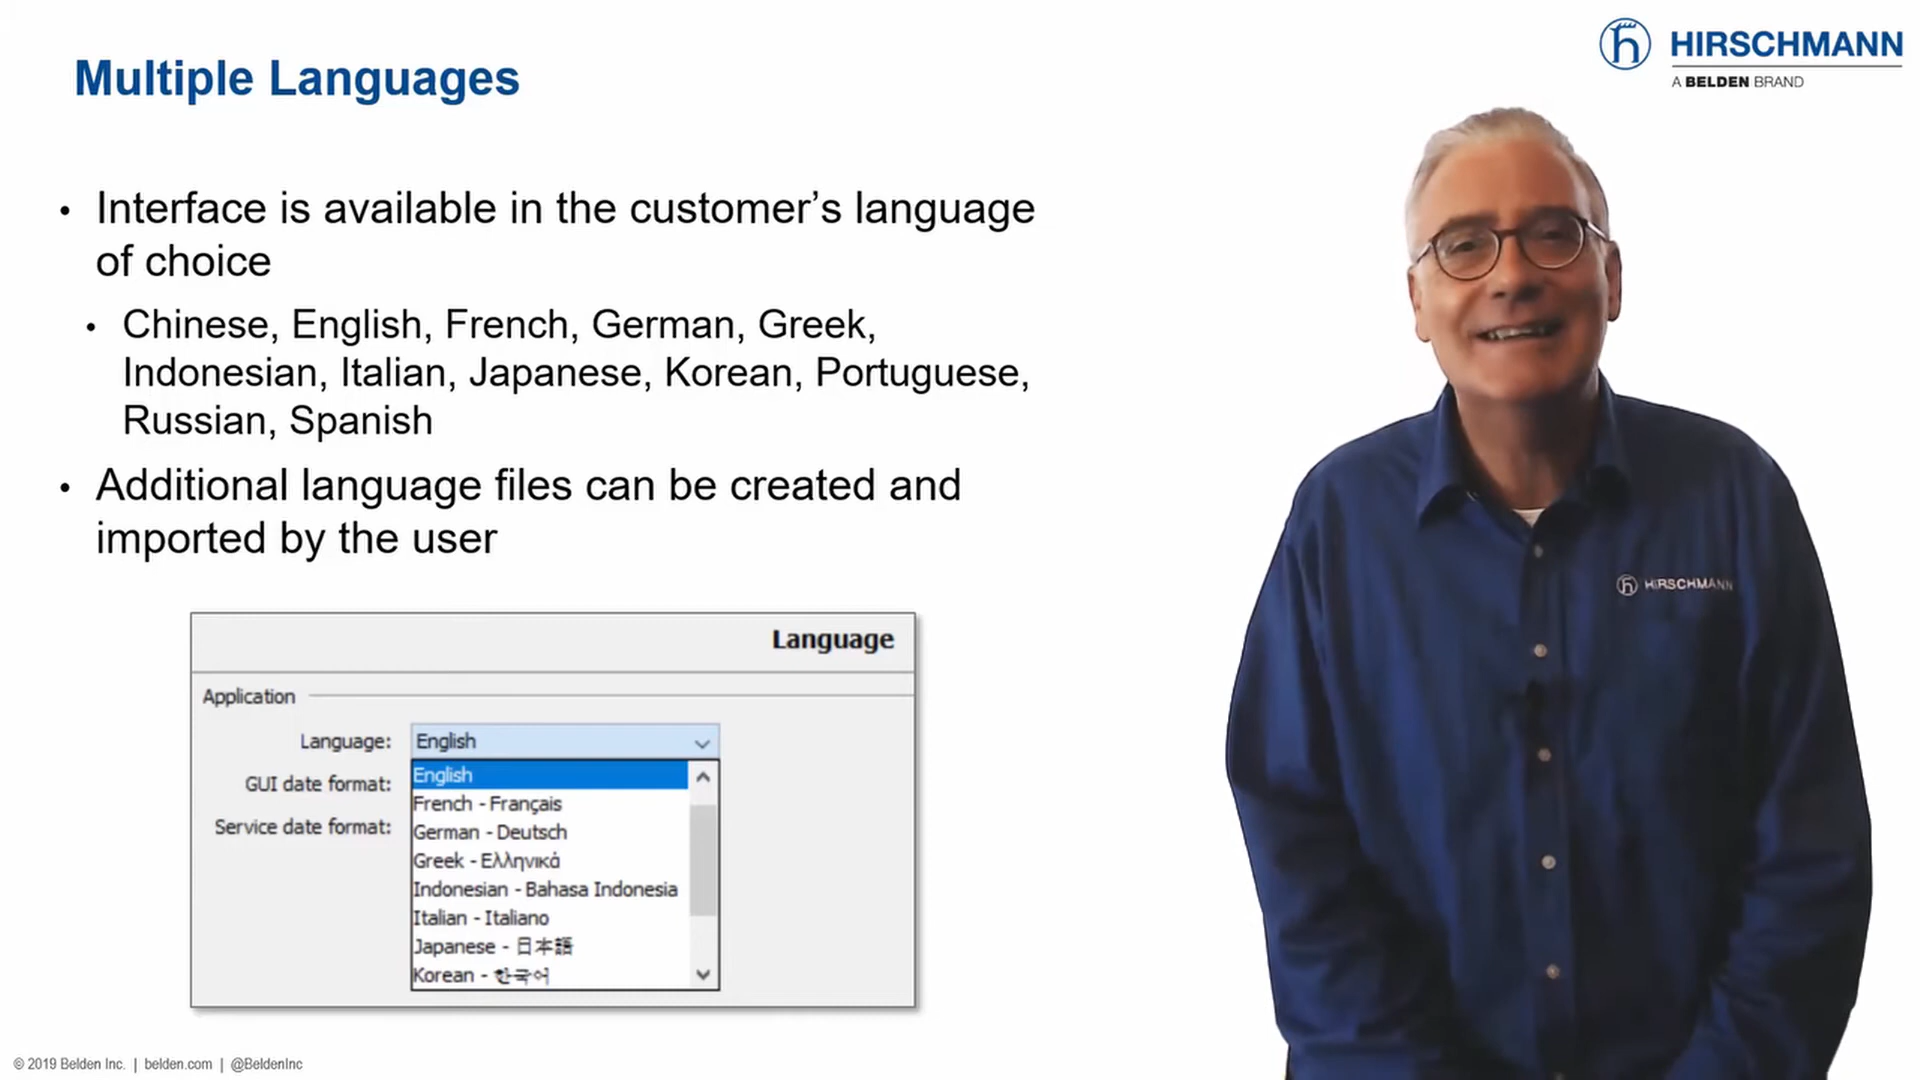 HIRSCHMANN
A BELDEN BRAND
Multiple Languages
• Interface is available in the customer’s language
of choice
• Chinese, English, French, German, Greek,
Indonesian, Italian, Japanese, Korean, Portuguese,
Russian, Spanish
• Additional language files can be created and
imported by the user
HIRSCHMANN
Language
Application
Language: English
English
GUI date format:
French - Français
Service date format:
German - Deutsch
Greek - Ελληνικά
Indonesian - Bahasa Indonesia
Italian - Italiano
Japanese - 日本語
Korean - 한국어
© 2019 Belden Inc. | belden.com | @BeldenInc